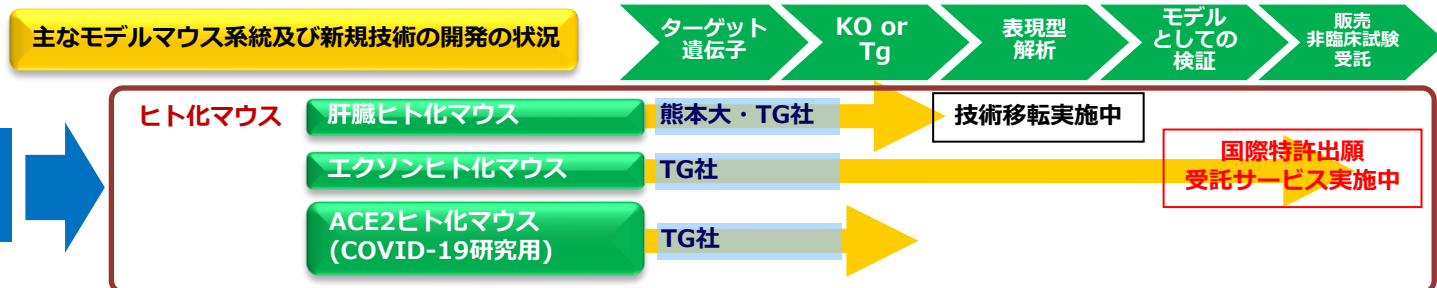 主なモデルマウス系統及び新規技術の開発の状況
ターゲット
遺伝子
KO or
Tg
表現型
解析
モデル
としての
検証
販売
非臨床試験
受託
ヒト化マウス
肝臓ヒト化マウス
熊本大・TG社
技術移転実施中
エクソンヒト化マウス
TG社
国際特許出願
受託サービス実施中
ACE2ヒト化マウス
(COVID-19研究用)
TG社